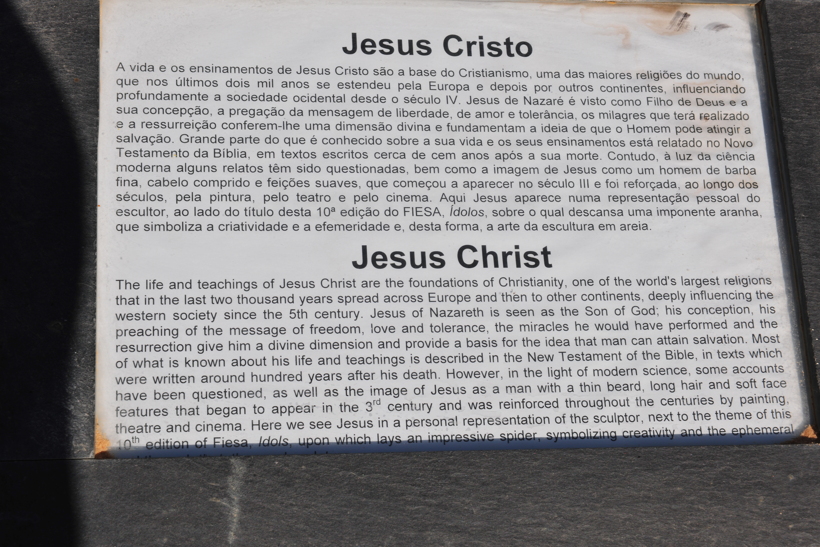 Jesus Cristo
A vida e os ensinamentos de Jesus Cristo são a base do Cristianismo, uma das maiores religiões do mundo,
que nos últimos dois mil anos se estendeu pela Europa e depois por outros continentes, influenciando
profundamente a sociedade ocidental desde o século IV. Jesus de Nazaré é visto como Filho de Deus e a
sua concepção, a pregação da mensagem de liberdade, de amor e tolerância, os milagres que terá realizado
e a ressurreição conferem-lhe uma dimensão divina e fundamentam a ideia de que o Homem pode atingir a
salvação. Grande parte do que é conhecido sobre a sua vida e os seus ensinamentos está relatado no Novo
Testamento da Bíblia, em textos escritos cerca de cem anos após a sua morte. Contudo, à luz da ciência
moderna alguns relatos têm sido questionadas, bem como a imagem de Jesus como um homem de barba
fina, cabelo comprido e feições suaves, que começou a aparecer no século III e foi reforçada, ao longo dos
séculos, pela pintura, pelo teatro e pelo cinema. Aqui Jesus aparece numa representação pessoal do
escultor, ao lado do título desta 10ª edição do FIESA, Ídolos, sobre o qual descansa uma imponente aranha,
que simboliza a criatividade e a efemeridade e, desta forma, a arte da escultura em areia.
Jesus Christ
The life and teachings of Jesus Christ are the foundations of Christianity, one of the world's largest religions
that in the last two thousand years spread across Europe and then to other continents, deeply influencing the
western society since the 5th century. Jesus of Nazareth is seen as the Son of God; his conception, his
preaching of the message of freedom, love and tolerance, the miracles he would have performed and the
resurrection give him a divine dimension and provide a basis for the idea that man can attain salvation. Most
of what is known about his life and teachings is described in the New Testament of the Bible, in texts which
were written around hundred years after his death. However, in the light of modern science, some accounts
have been questioned, as well as the image of Jesus as a man with a thin beard, long hair and soft face
features that began to appear in the 3rd century and was reinforced throughout the centuries by painting,
theatre and cinema. Here we see Jesus in a personal representation of the sculptor, next to the theme of this
10th edition of Fiesa, Idols, upon which lays an impressive spider, symbolizing creativity and the ephemeral